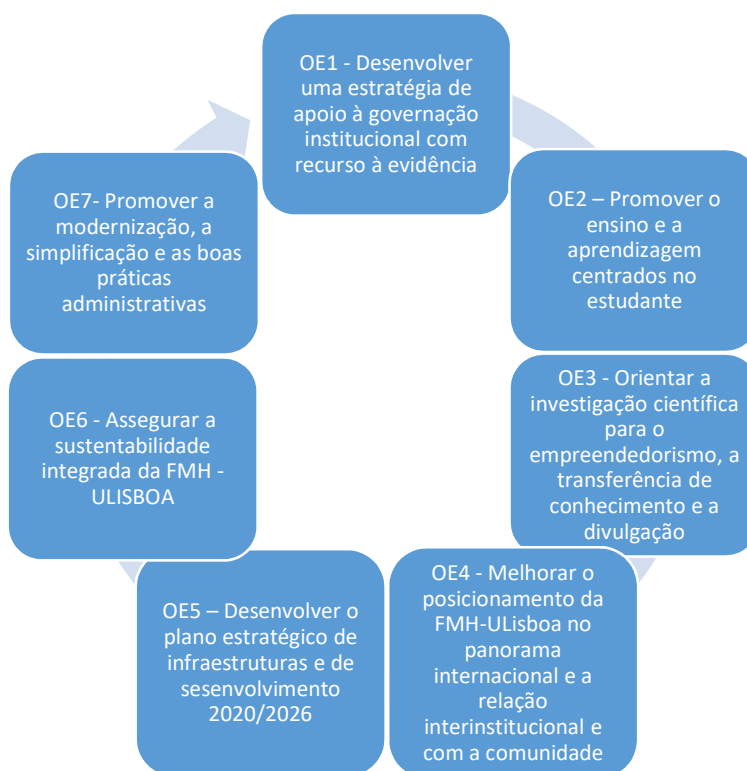 OE1 - Desenvolver
uma estratégia de
apoio à governação
institucional com
recurso à evidência
OE2 – Promover o
ensino e a
aprendizagem
centrados no
estudante
OE3 - Orientar a
investigação científica
para o
empreendedorismo, a
transferência de
conhecimento e a
divulgação
OE4 - Melhorar o
posicionamento da
FMH-ULisboa no
panorama
internacional e a
relação
interinstitucional e
com a comunidade
OE5 – Desenvolver o
plano estratégico de
infraestruturas e de
sesenvolvimento
2020/2026
OE6 - Assegurar a
sustentabilidade
integrada da FMH -
ULISBOA
OE7- Promover a
modernização, a
simplificação e as boas
práticas
administrativas